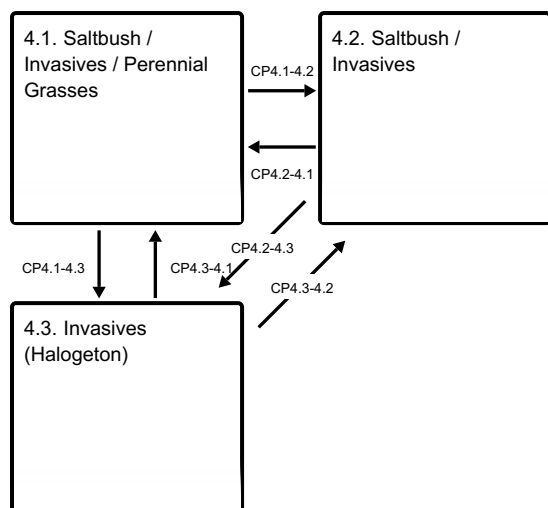 4.1. Saltbush /
Invasives / Perennial
Grasses
4.2. Saltbush /
Invasives
CP4.1-4.2
CP4.2-4.1
CP4.2-4.3
CP4.1-4.3
CP4.3-4.1
CP4.3-4.2
4.3. Invasives
(Halogeton)